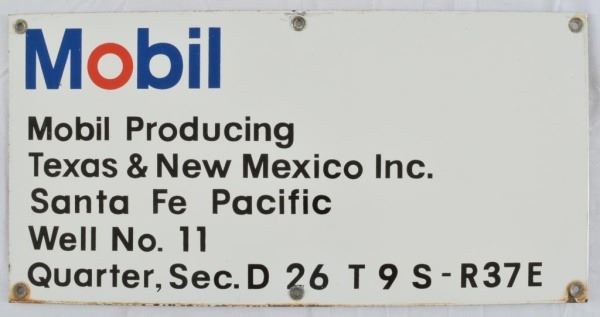 Mobil
Mobil Producing
Texas & New Mexico Inc.
Santa Fe Pacific
Well No. 11
Quarter, Sec. D 26 T 9 S - R37E